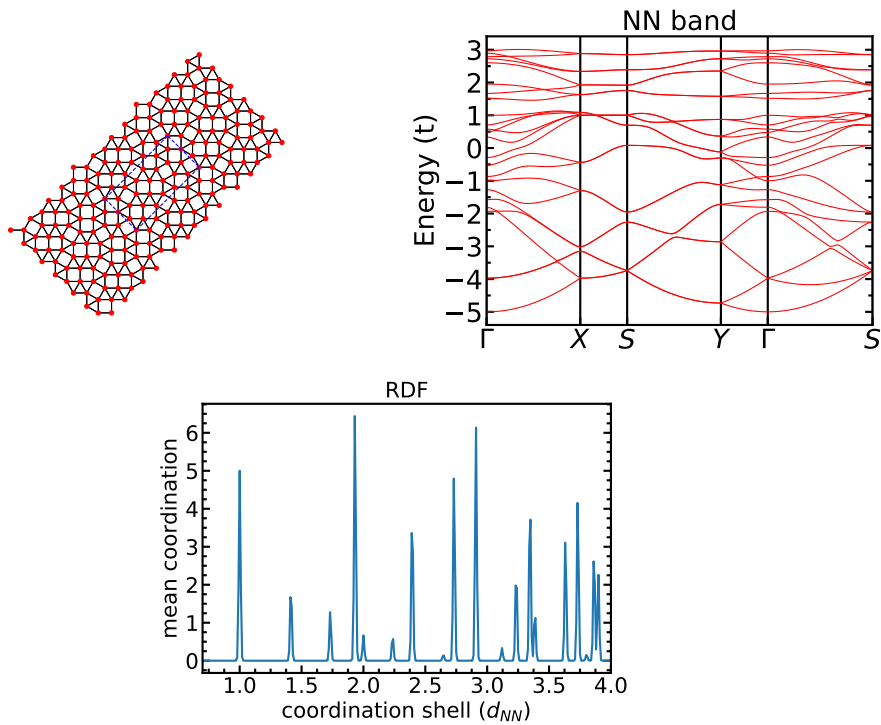 NN band
Energy (t)
3
2
1
0
−1
−2
−3
−4
−5
Γ X S Y Γ S
RDF
mean coordination
6
5
4
3
2
1
0
1.0 1.5 2.0 2.5 3.0 3.5 4.0
coordination shell (d_{NN})